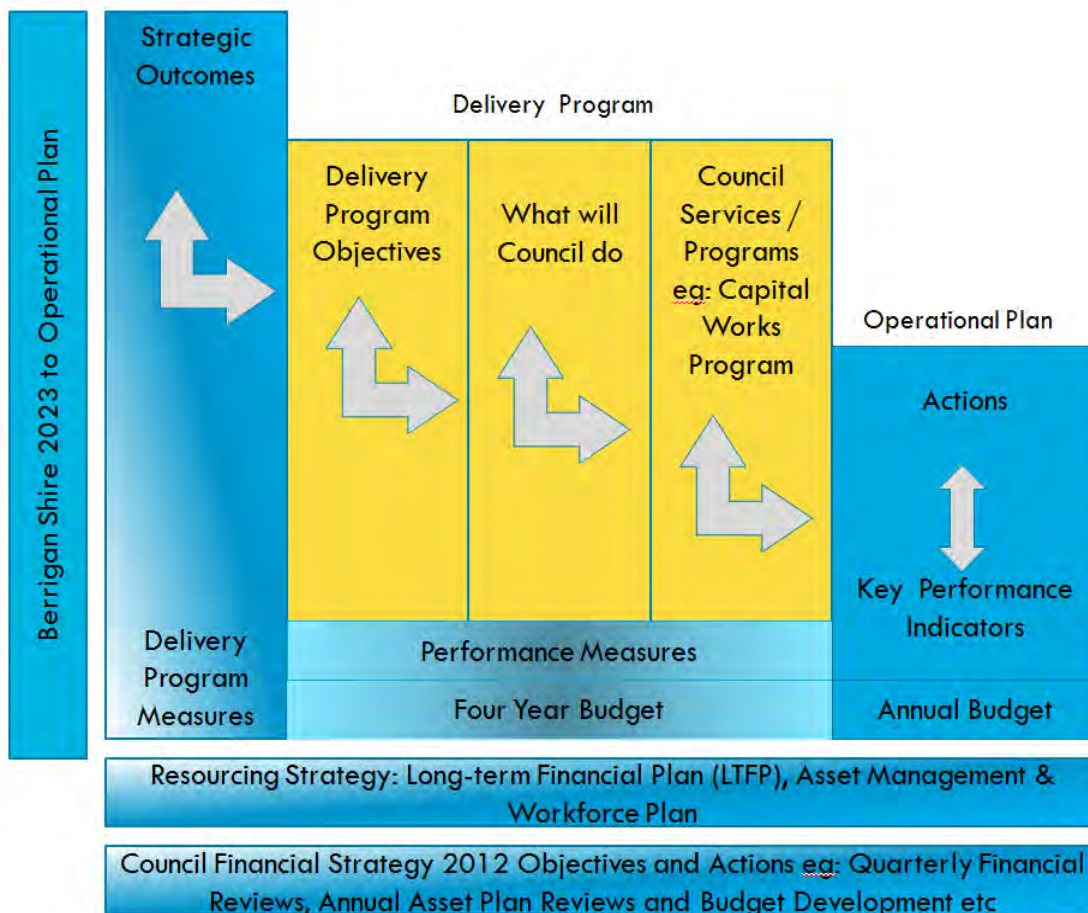 Berrigan Shire 2023 to Operational Plan
Strategic
Outcomes
Delivery
Program
Measures
Delivery Program
Delivery
Program
Objectives
What will
Council do
Council
Services /
Programs
eg: Capital
Works
Program
Performance Measures
Four Year Budget
Operational Plan
Actions
Key Performance
Indicators
Annual Budget
Resourcing Strategy: Long-term Financial Plan (LTFP), Asset Management &
Workforce Plan
Council Financial Strategy 2012 Objectives and Actions eg: Quarterly Financial
Reviews, Annual Asset Plan Reviews and Budget Development etc